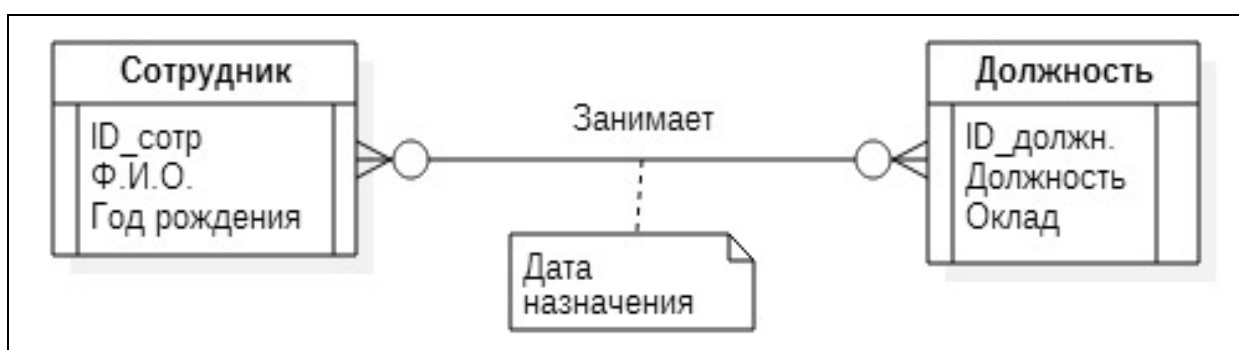 Сотрудник
ID_сотр
Ф.И.О.
Год рождения
Занимает
Дата
назначения
Должность
ID_должн.
Должность
Оклад